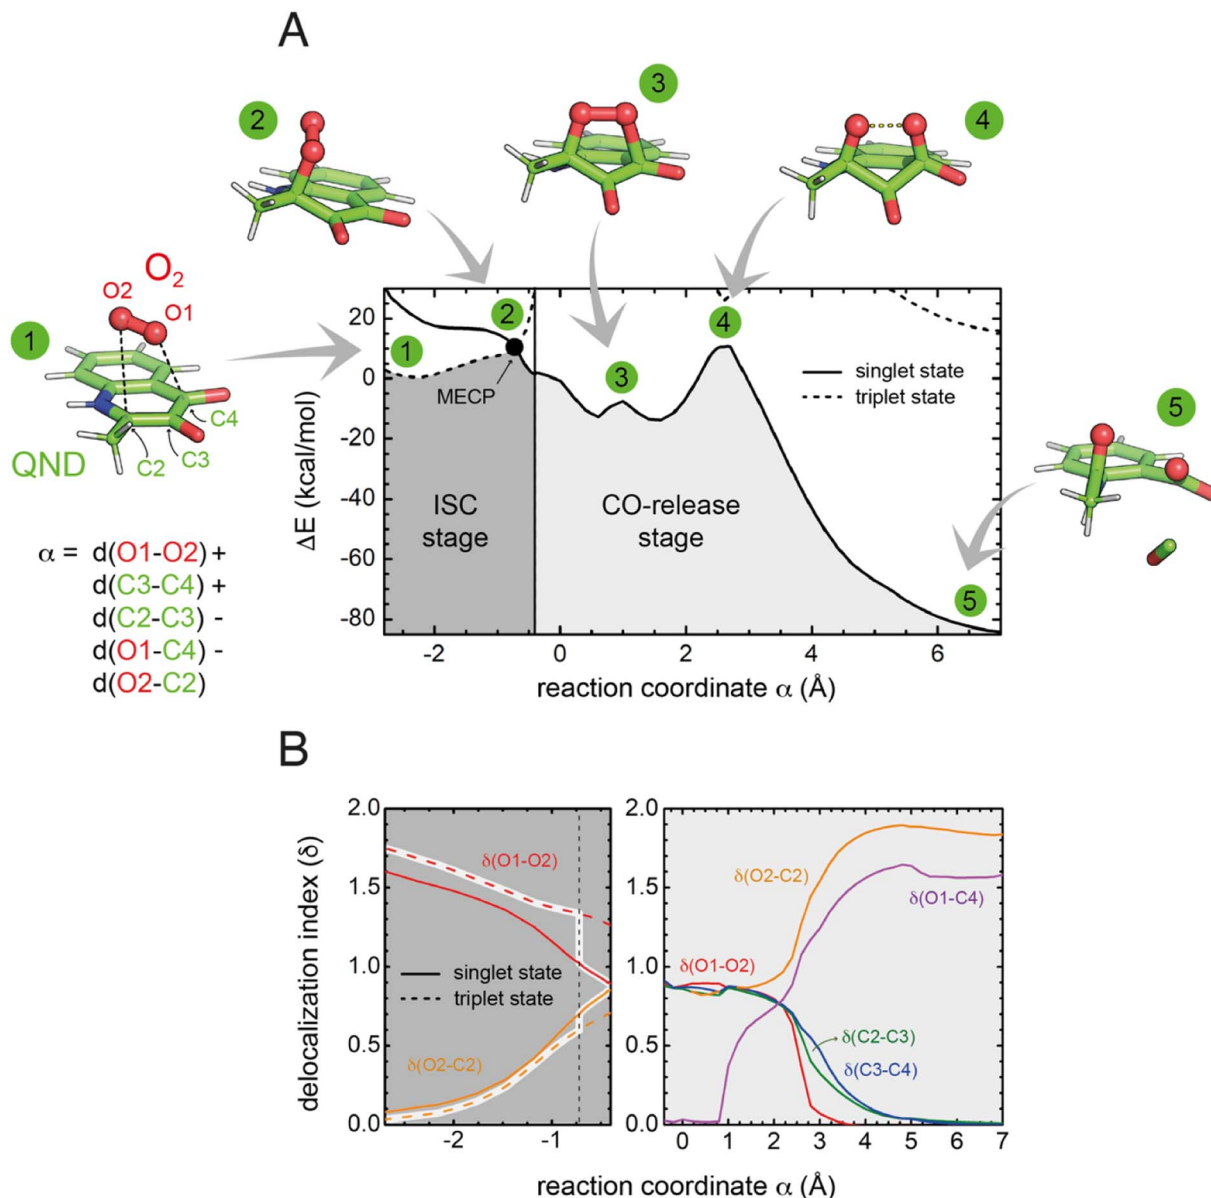 A
2
3
4
O2
O2
O1
1
C4
C3
C2
QND
α = d(O1-O2) +
d(C3-C4) +
d(C2-C3) -
d(O1-C4) -
d(O2-C2)
ΔE (kcal/mol)
20
0
-20
-40
-60
-80
1
2
MECP
3
4
singlet state
triplet state
ISC
stage
CO-release
stage
5
5
-2
0
2
4
6
reaction coordinate α (Å)
B
delocalization index (δ)
2.0
1.5
1.0
0.5
0.0
δ(O1-O2)
singlet state
triplet state
δ(O2-C2)
-2
-1
2.0
1.5
1.0
0.5
0.0
δ(O2-C2)
δ(O1-C4)
δ(O1-O2)
δ(C2-C3)
δ(C3-C4)
0
1
2
3
4
5
6
7
reaction coordinate α (Å)